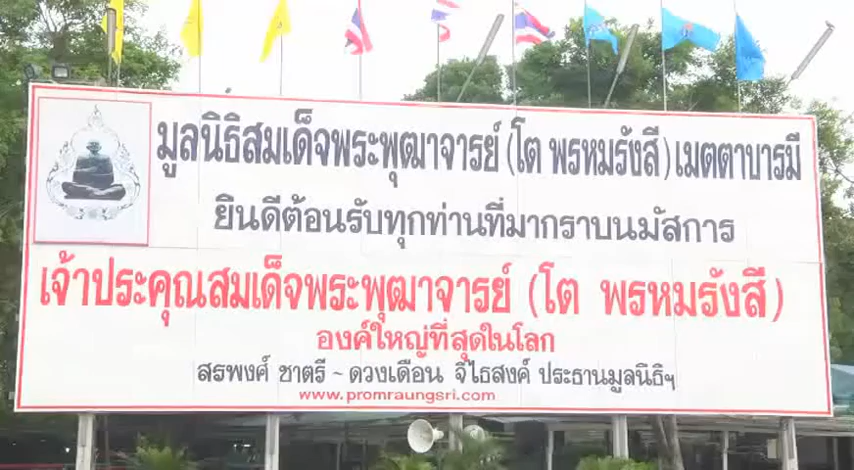 มูลนิธิสมเด็จพระพุฒาจารย์ (โต พรหมรังสี) เมตตาบารมี
ยินดีต้อนรับทุกท่านที่มากราบนมัสการ
เจ้าประคุณสมเด็จพระพุฒาจารย์ (โต พรหมรังสี)
องค์ใหญ่ที่สุดในโลก
สรพงศ์ ชาตรี ~ ดวงเดือน จิไธสงค์ ประธานมูลนิธิฯ
www.promraungsri.com